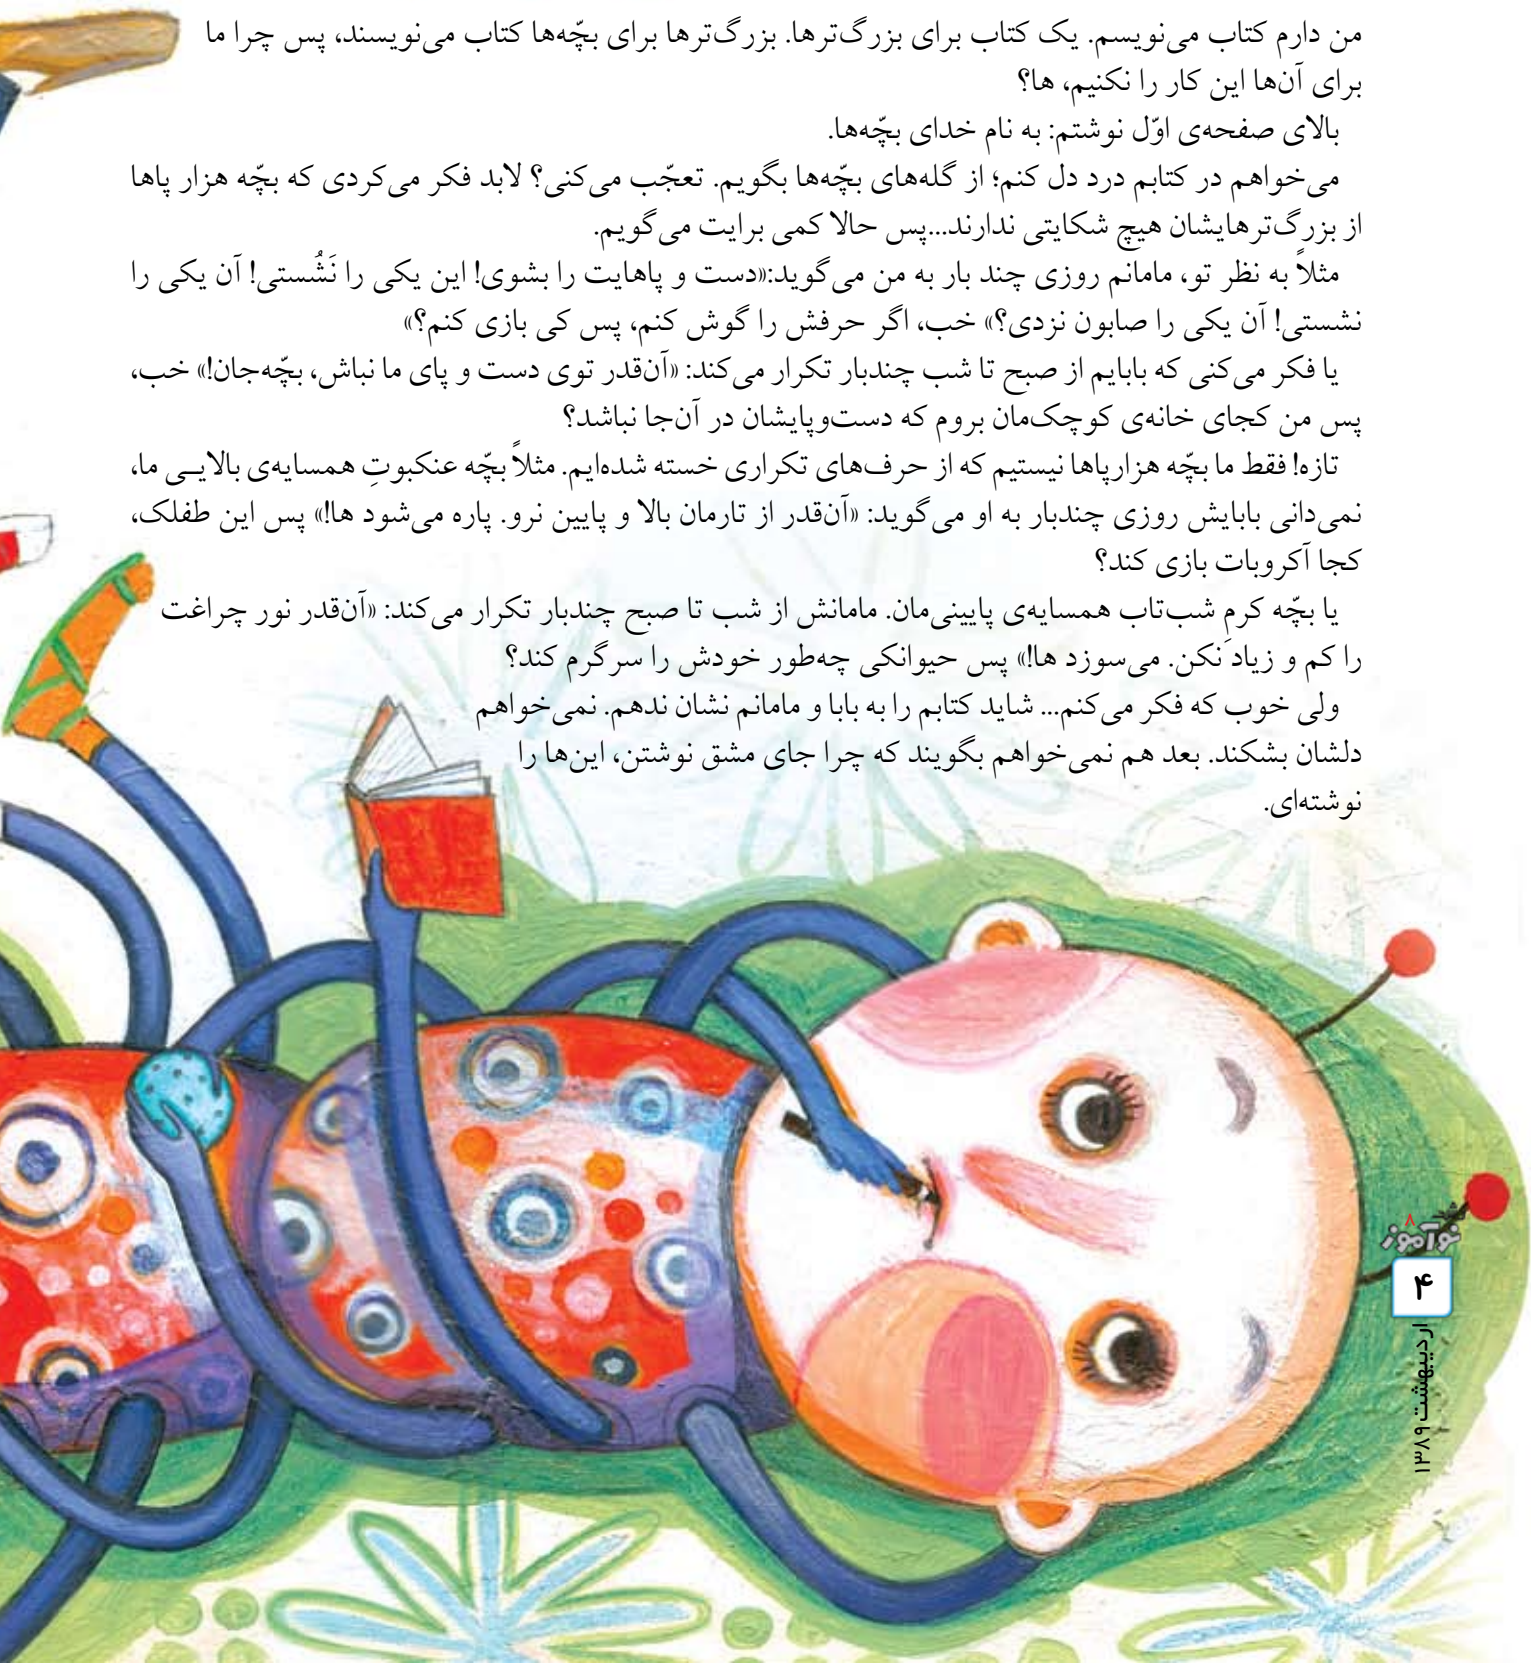 من دارم کتاب می‌نویسم. یک کتاب برای بزرگ‌ترها. بزرگ‌ترها برای بچّه‌ها کتاب می‌نویسند، پس چرا ما
برای آن‌ها این کار را نکنیم، ها؟
بالای صفحه‌ی اوّل نوشتم: به نام خدای بچّه‌ها.
می‌خواهم در کتابم درد دل کنم؛ از گله‌های بچّه‌ها بگویم. تعجّب می‌کنی؟ لابد فکر می‌کردی که بچّه هزار پاها
از بزرگ‌ترهایشان هیچ شکایتی ندارند...پس حالا کمی برایت می‌گویم.
مثلاً به نظر تو، مامانم روزی چند بار به من می‌گوید:«دست و پاهایت را بشوی! این یکی را نَشُستی! آن یکی را
نشستی! آن یکی را صابون نزدی؟» خب، اگر حرفش را گوش کنم، پس کی بازی کنم؟»
یا فکر می‌کنی که بابایم از صبح تا شب چندبار تکرار می‌کند: «آن‌قدر توی دست و پای ما نباش، بچّه‌جان!» خب،
پس من کجای خانه‌ی کوچک‌مان بروم که دست‌وپایشان در آن‌جا نباشد؟
تازه! فقط ما بچّه هزارپاها نیستیم که از حرف‌های تکراری خسته شده‌ایم. مثلاً بچّه عنکبوتِ همسایه‌ی بالایـی ما،
نمی‌دانی بابایش روزی چندبار به او می‌گوید: «آن‌قدر از تارمان بالا و پایین نرو. پاره می‌شود ها!» پس این طفلک،
کجا آکروبات بازی کند؟
یا بچّه کرمِ شب‌تاب همسایه‌ی پایینی‌مان. مامانش از شب تا صبح چندبار تکرار می‌کند: «آن‌قدر نور چراغت
را کم و زیاد نَکن. می‌سوزد ها!» پس حیوانکی چه‌طور خودش را سرگرم کند؟
ولی خوب که فکر می‌کنم... شاید کتابم را به بابا و مامانم نشان ندهم. نمی‌خواهم
دلشان بشکند. بعد هم نمی‌خواهم بگویند که چرا جای مشق نوشتن، این‌ها را
نوشته‌ای.
رشد
۸
نوآموز
۴
اردیبهشت ۱۳۸۹